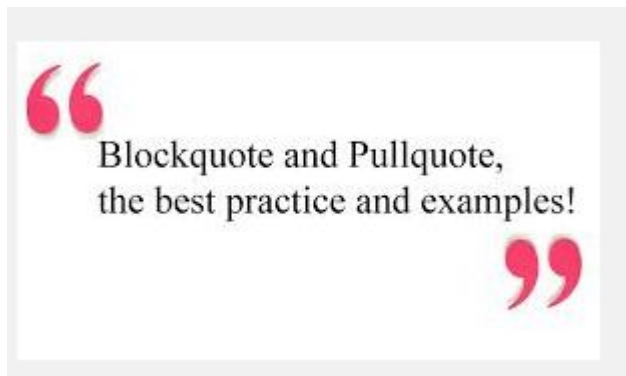 “
Blockquote and Pullquote,
the best practice and examples!
”